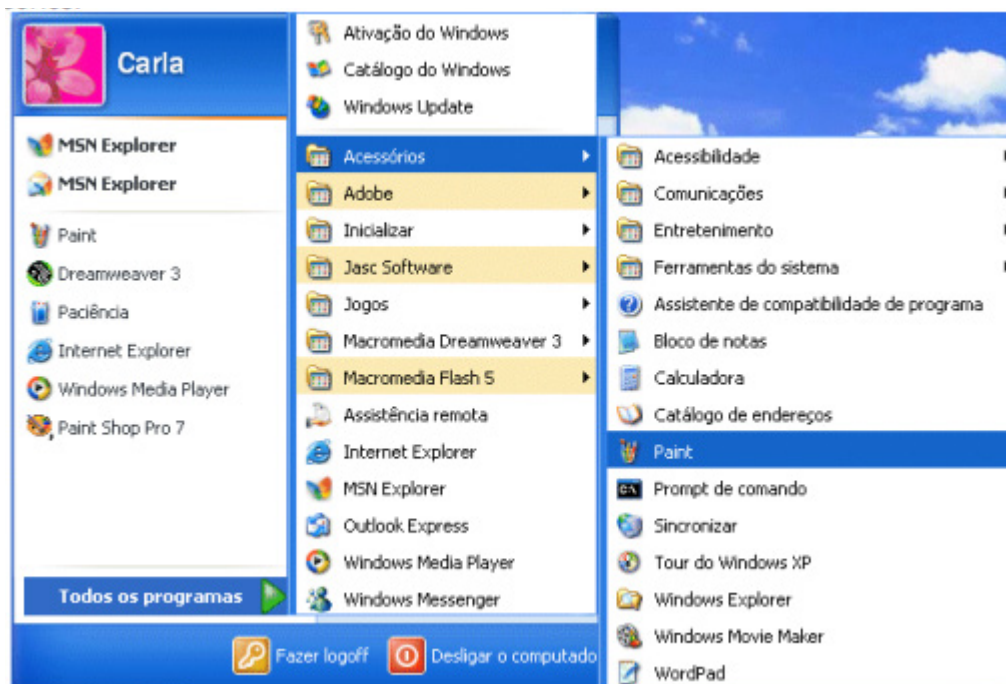 Carla
MSN Explorer
MSN Explorer
Paint
Dreamweaver 3
Paciência
Internet Explorer
Windows Media Player
Paint Shop Pro 7
Todos os programas
Ativação do Windows
Catálogo do Windows
Windows Update
Acessórios
Adobe
Inicializar
Jasc Software
Jogos
Macromedia Dreamweaver 3
Macromedia Flash 5
Assistência remota
Internet Explorer
MSN Explorer
Outlook Express
Windows Media Player
Windows Messenger
Acessibilidade
Comunicações
Entretenimento
Ferramentas do sistema
Assistente de compatibilidade de programa
Bloco de notas
Calculadora
Catálogo de endereços
Paint
Prompt de comando
Sincronizar
Tour do Windows XP
Windows Explorer
Windows Movie Maker
WordPad
Fazer logoff
Desligar o computado